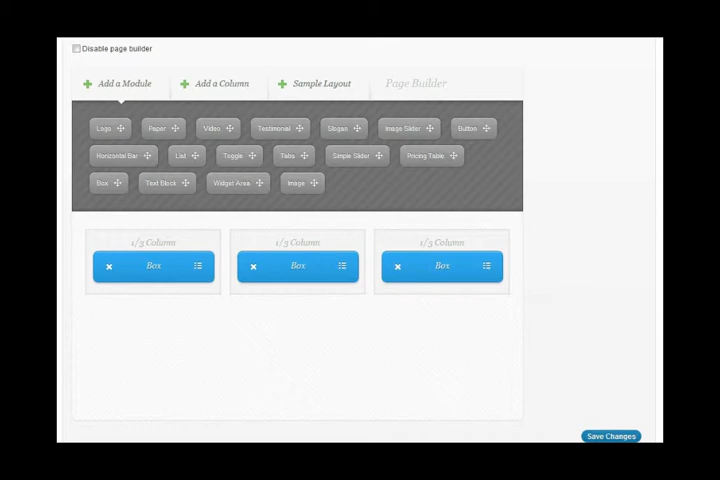 Disable page builder
Add a Module Add a Column Sample Layout Page Builder
Logo Paper Video Testimonial Slogan Image Slider Button
Horizontal Bar List Toggle Tabs Simple Slider Pricing Table
Box Text Block Widget Area Image
1/3 Column 1/3 Column 1/3 Column
Box Box Box
Save Changes